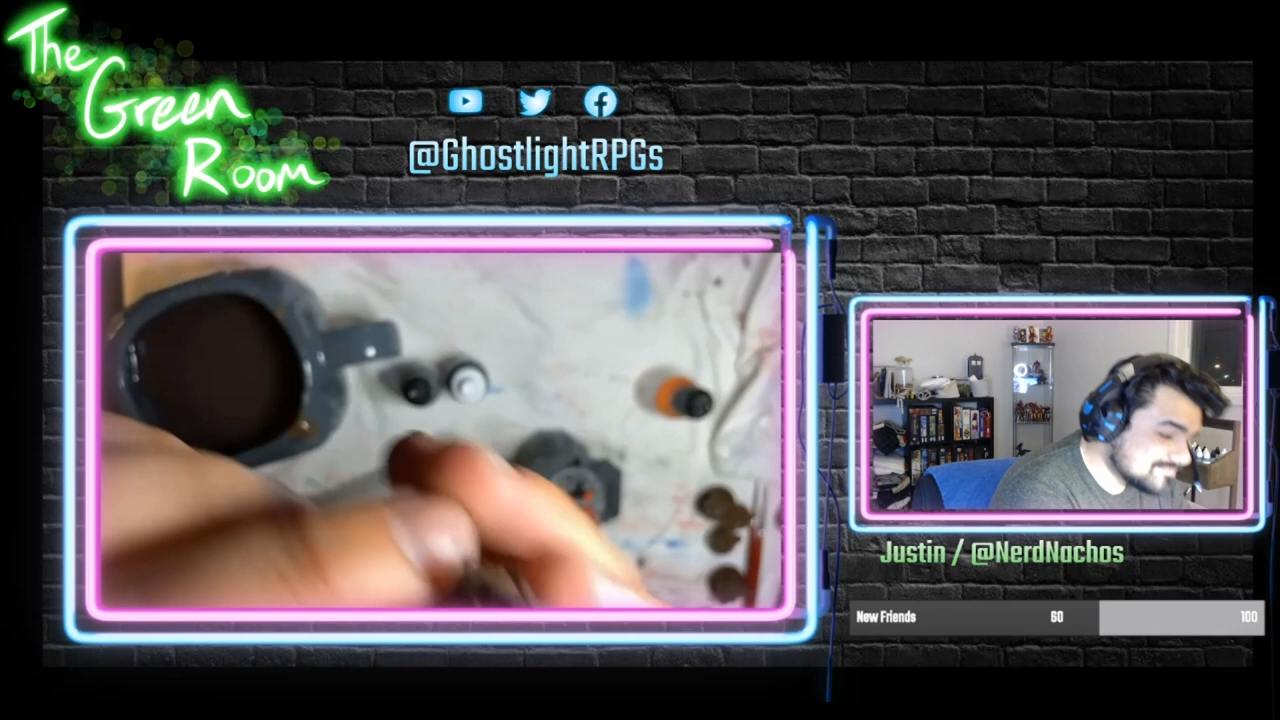 The
Green
Room
@GhostlightRPGs
Justin / @NerdNachos
New Friends 60 100